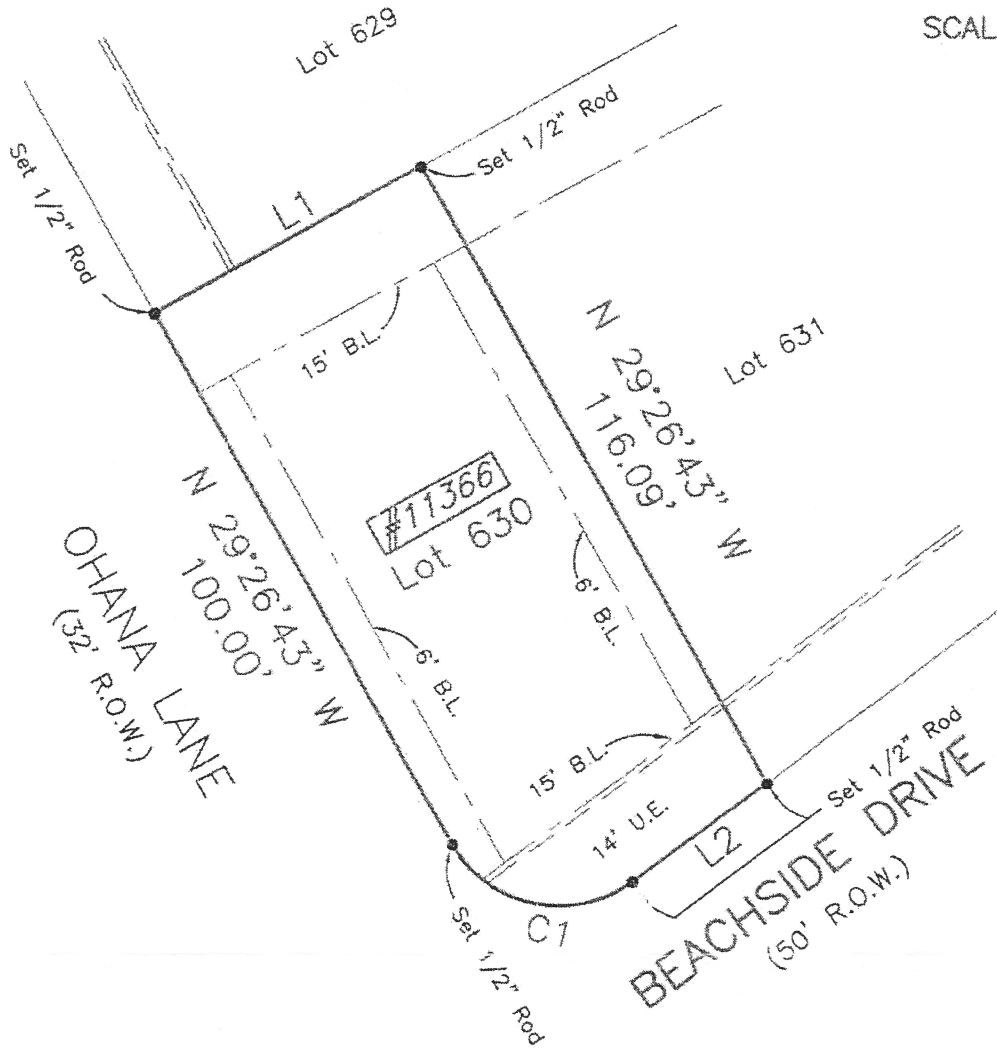 SCAL
Lot 629
Set 1/2" Rod
Set 1/2" Rod
L1
15' B.L.
N 29°26'43" W
116.09'
Lot 631
#11366
Lot 630
N 29°26'43" W
100.00'
OHANA LANE
(32' R.O.W.)
6' B.L.
6' B.L.
15' B.L.
14' U.E.
L2
Set 1/2" Rod
BEACHSIDE DRIVE
(50' R.O.W.)
C1
Set 1/2" Rod